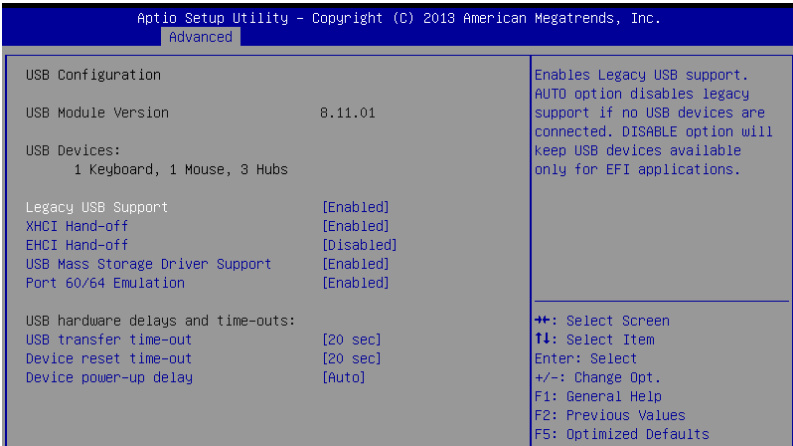 Aptio Setup Utility – Copyright (C) 2013 American Megatrends, Inc.
Advanced
USB Configuration
USB Module Version 8.11.01
USB Devices:
1 Keyboard, 1 Mouse, 3 Hubs
Legacy USB Support [Enabled]
XHCI Hand-off [Enabled]
EHCI Hand-off [Disabled]
USB Mass Storage Driver Support [Enabled]
Port 60/64 Emulation [Enabled]
USB hardware delays and time-outs:
USB transfer time-out [20 sec]
Device reset time-out [20 sec]
Device power-up delay [Auto]
Enables Legacy USB support.
AUTO option disables legacy
support if no USB devices are
connected. DISABLE option will
keep USB devices available
only for EFI applications.
→←: Select Screen
↑↓: Select Item
Enter: Select
+/-: Change Opt.
F1: General Help
F2: Previous Values
F5: Optimized Defaults